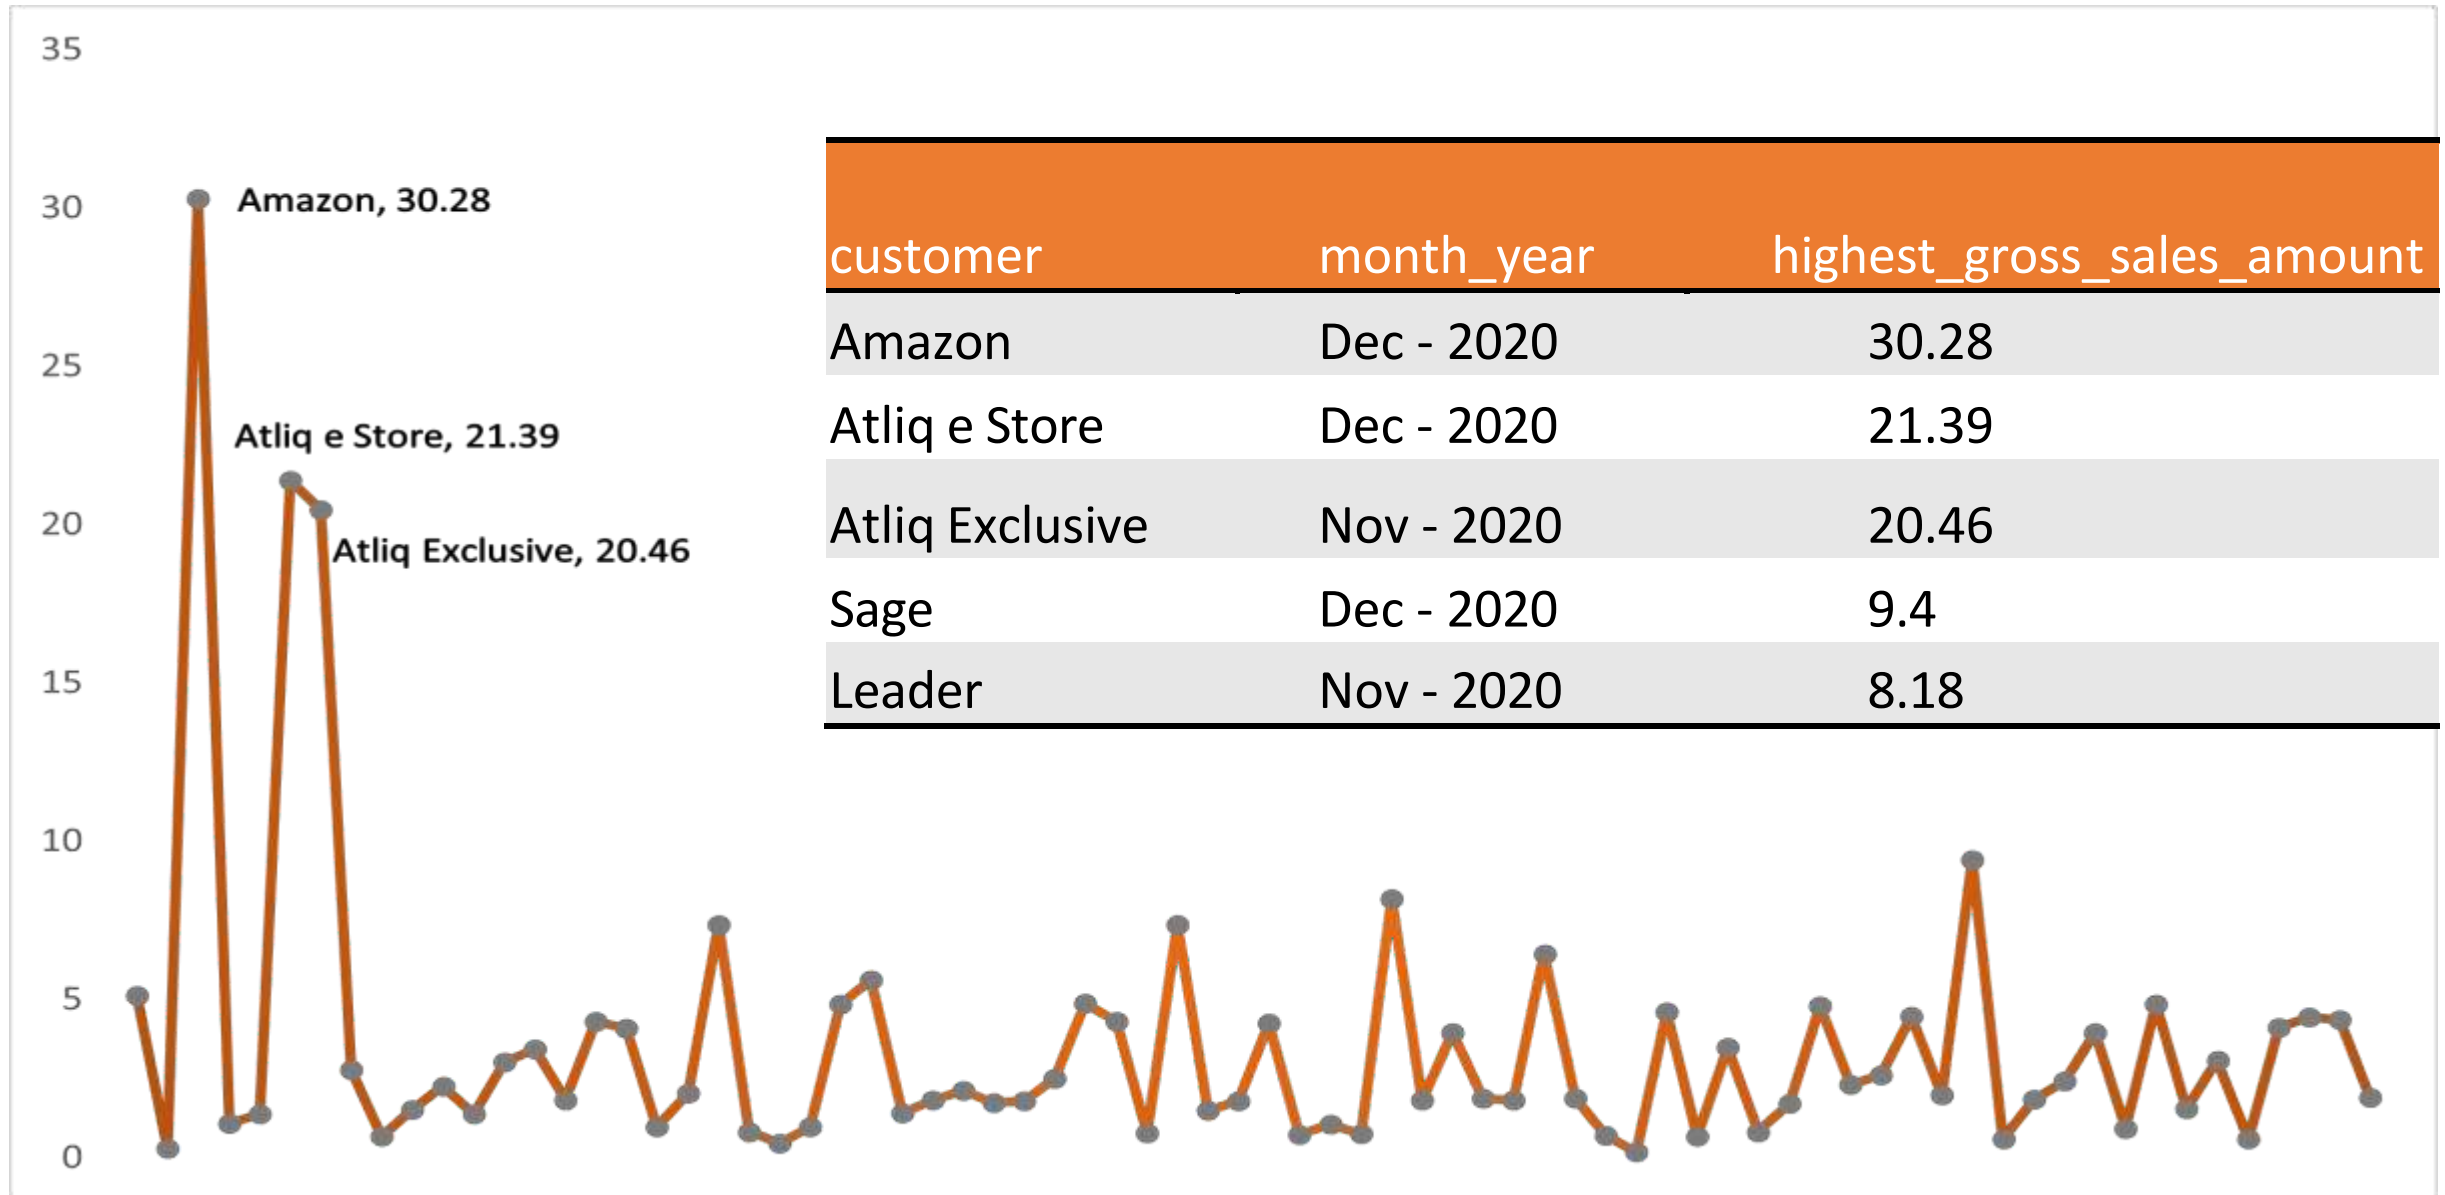 35
30
25
20
15
10
5
0
Amazon, 30.28
Atliq e Store, 21.39
Atliq Exclusive, 20.46
customer month_year highest_gross_sales_amount
Amazon Dec - 2020 30.28
Atliq e Store Dec - 2020 21.39
Atliq Exclusive Nov - 2020 20.46
Sage Dec - 2020 9.4
Leader Nov - 2020 8.18